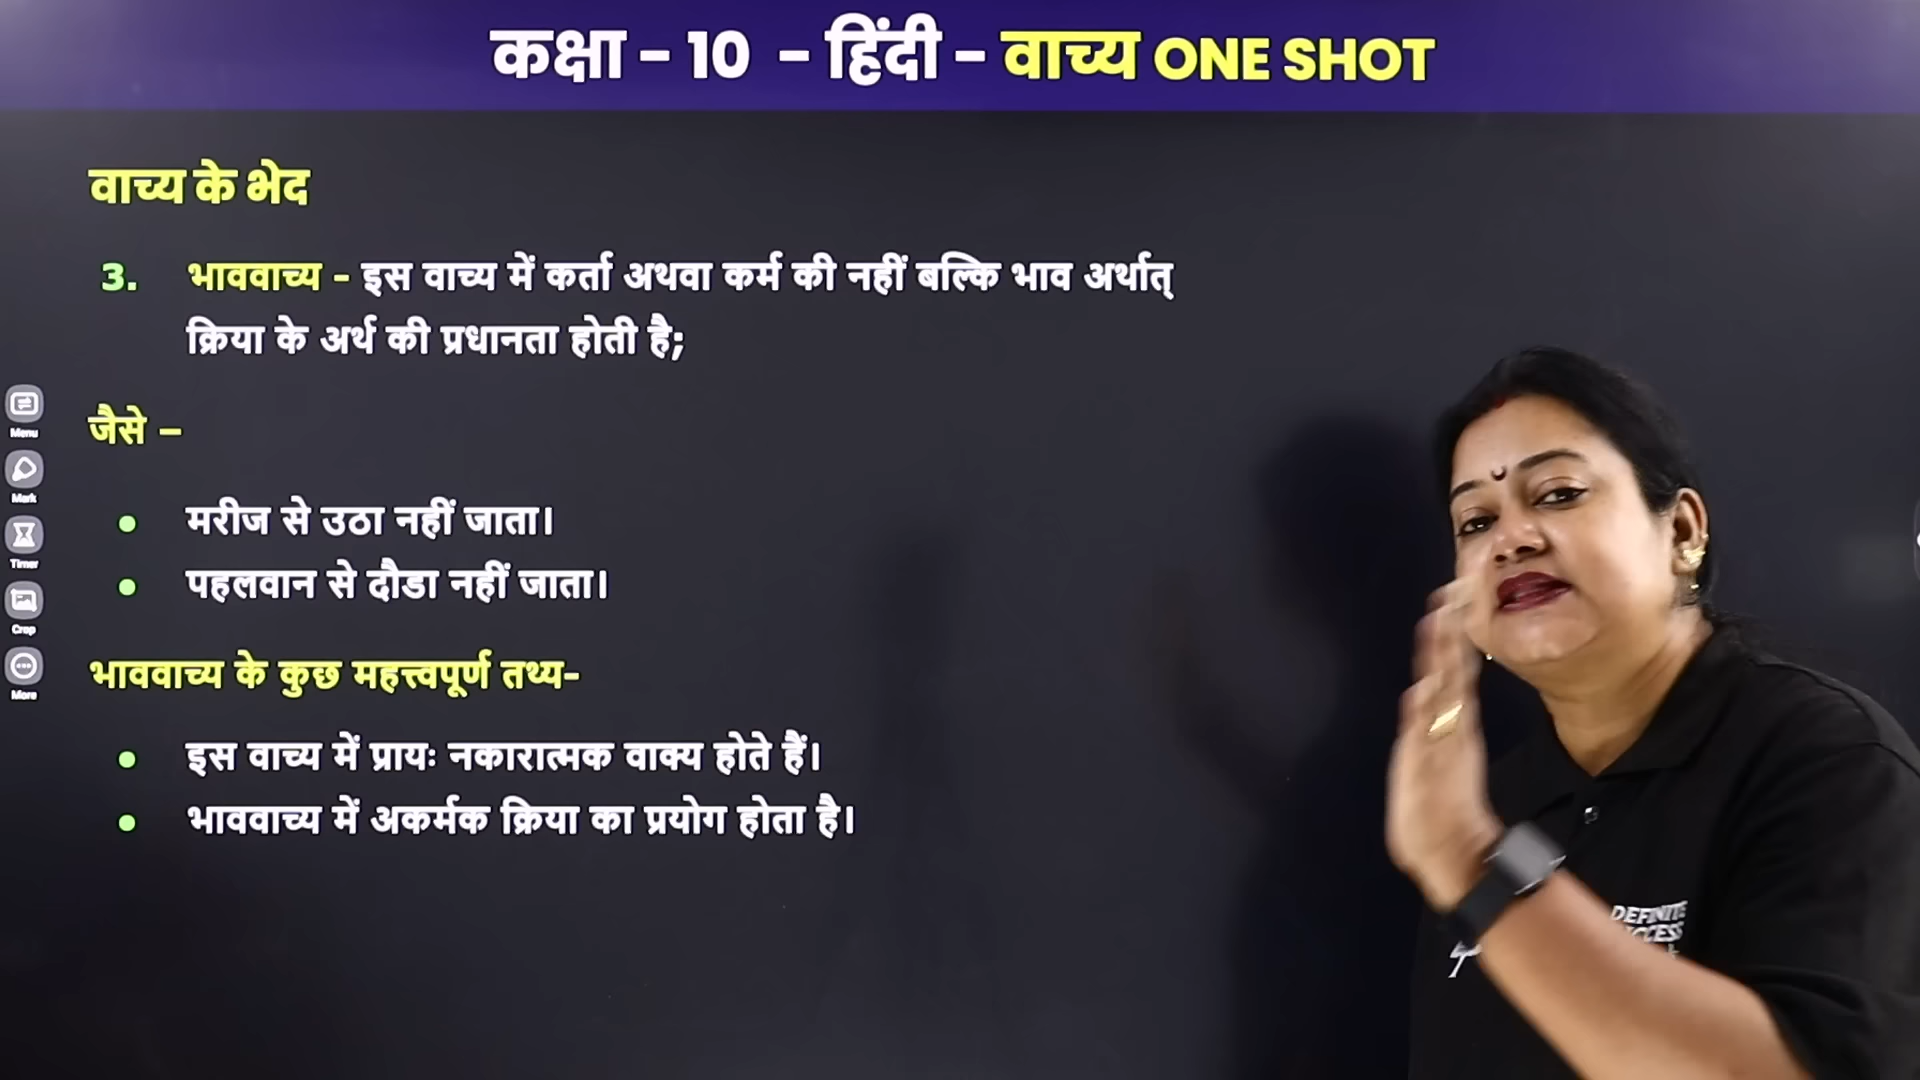 कक्षा - 10 - हिंदी - वाच्य ONE SHOT
वाच्य के भेद
3. भाववाच्य - इस वाच्य में कर्ता अथवा कर्म की नहीं बल्कि भाव अर्थात्
क्रिया के अर्थ की प्रधानता होती है;
जैसे –
• मरीज से उठा नहीं जाता।
• पहलवान से दौडा नहीं जाता।
भाववाच्य के कुछ महत्त्वपूर्ण तथ्य-
• इस वाच्य में प्रायः नकारात्मक वाक्य होते हैं।
• भाववाच्य में अकर्मक क्रिया का प्रयोग होता है।
Menu
Mark
Timer
Crop
More
DEFINITE